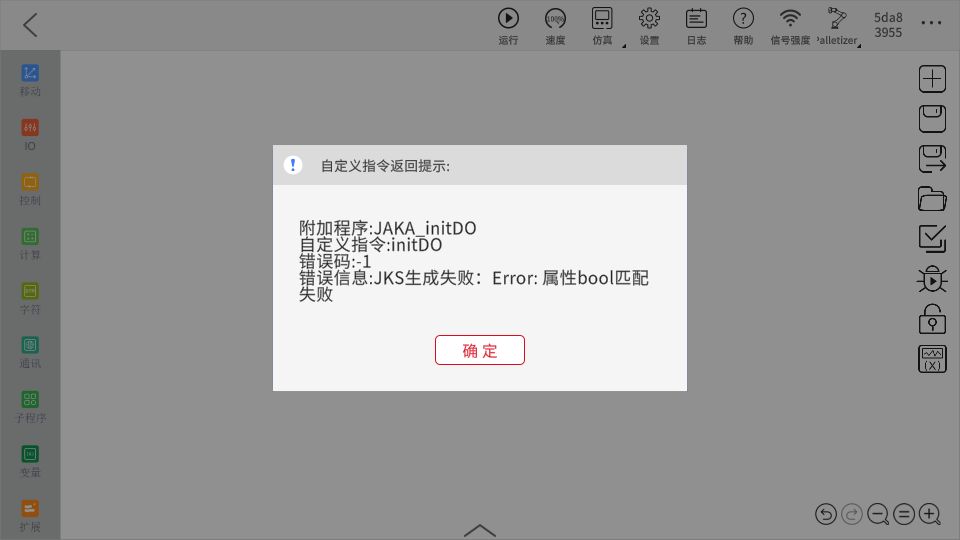 运行
100%
速度
仿真
设置
日志
帮助
信号强度
Palletizer
5da8
3955
移动
IO
控制
计算
字符
通讯
子程序
变量
扩展
自定义指令返回提示:
附加程序:JAKA_initDO
自定义指令:initDO
错误码:-1
错误信息:JKS生成失败：Error: 属性bool匹配
失败
确定
(X)